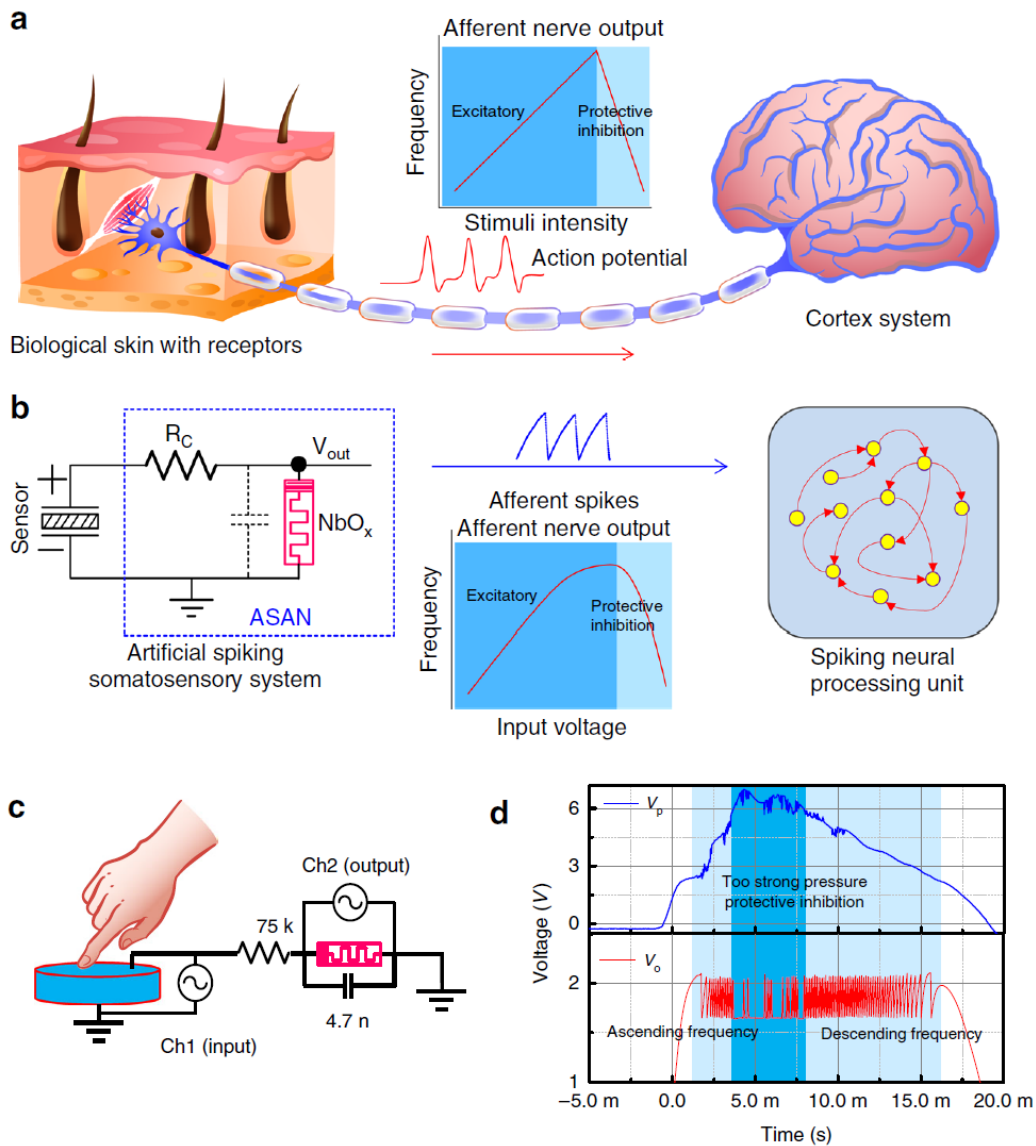 a
Afferent nerve output
Frequency
Excitatory
Protective
inhibition
Stimuli intensity
Action potential
Biological skin with receptors
Cortex system
b
Sensor
+
−
R_C
V_out
NbO_x
ASAN
Artificial spiking
somatosensory system
Afferent spikes
Afferent nerve output
Frequency
Excitatory
Protective
inhibition
Input voltage
Spiking neural
processing unit
c
Ch2 (output)
75 k
4.7 n
Ch1 (input)
d
Voltage (V)
6
3
0
V_p
Too strong pressure
protective inhibition
2
1
V_o
Ascending frequency
Descending frequency
−5.0 m 0.0 5.0 m 10.0 m 15.0 m 20.0 m
Time (s)